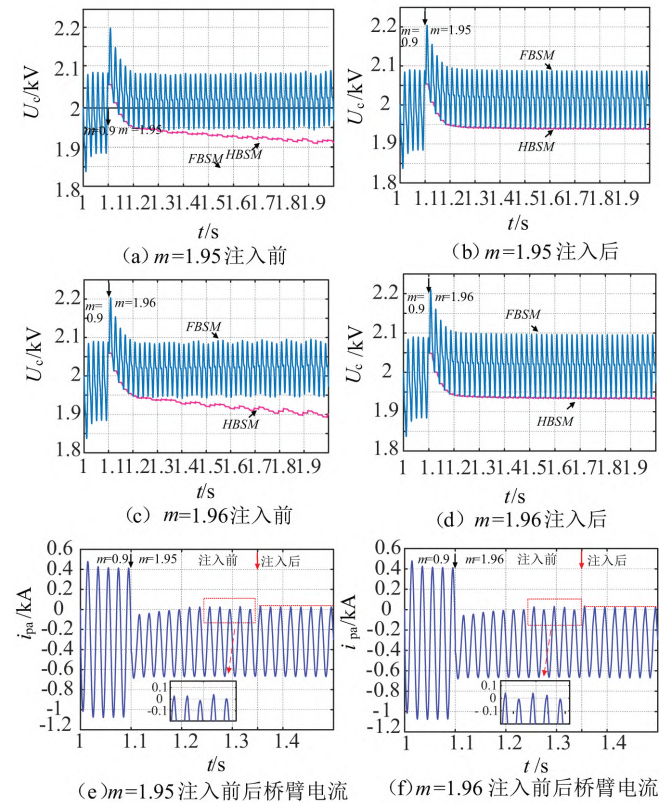 2.2
2.1
2
1.9
1.8
U_c/kV
m=0.9 m=1.95
FBSM
HBSM
1 1.11.21.31.41.51.61.71.81.9
t/s
(a) m=1.95注入前
2.2
2.1
2
1.9
1.8
U_c/kV
m=
0.9
m=1.95
FBSM
HBSM
1 1.11.21.31.41.51.61.71.81.9
t/s
(b) m=1.95注入后
2.2
2.1
2
1.9
1.8
U_c/kV
m=
0.9
m=1.96
FBSM
HBSM
1 1.11.21.31.41.51.61.71.81.9
t/s
(c) m=1.96注入前
2.2
2.1
2
1.9
1.8
U_c/kV
m=
0.9
m=1.96
FBSM
HBSM
1 1.11.21.31.41.51.61.71.81.9
t/s
(d) m=1.96注入后
0.6
0.4
0.2
0
-0.2
-0.4
-0.6
-0.8
-1
-1.2
i_pa/kA
m=0.9 m=1.95 注入前 注入后
0.1
0
-0.1
1 1.1 1.2 1.3 1.4 1.5
t/s
(e)m=1.95 注入前后桥臂电流
0.6
0.4
0.2
0
-0.2
-0.4
-0.6
-0.8
-1
-1.2
i_pa/kA
m=0.9 m=1.96 注入前 注入后
0.1
0
-0.1
1 1.1 1.2 1.3 1.4 1.5
t/s
(f)m=1.96 注入前后桥臂电流